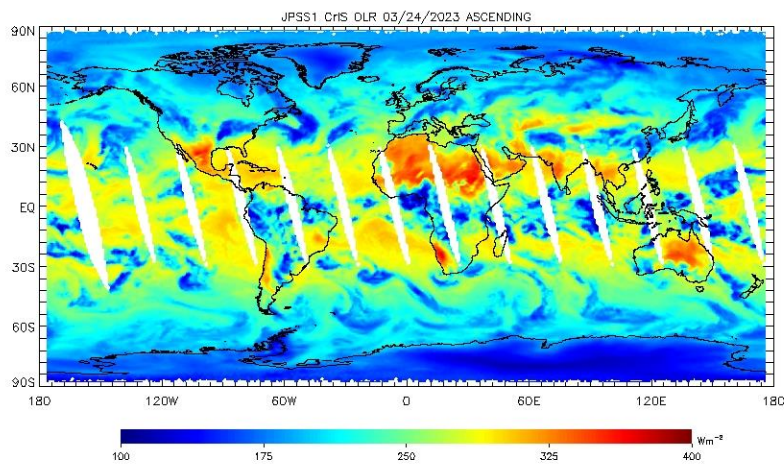 JPSS1 CrIS OLR 03/24/2023 ASCENDING
90N
60N
30N
EQ
30S
60S
90S
180 120W 60W 0 60E 120E 180
100 175 250 325 400 Wm⁻²